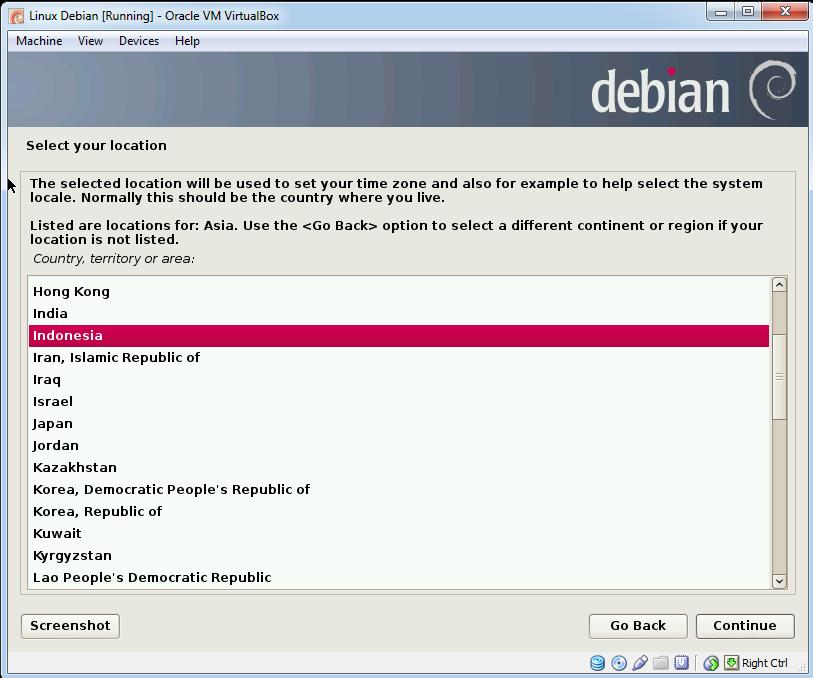 Linux Debian [Running] - Oracle VM VirtualBox
Machine View Devices Help
debian
Select your location
The selected location will be used to set your time zone and also for example to help select the system
locale. Normally this should be the country where you live.
Listed are locations for: Asia. Use the <Go Back> option to select a different continent or region if your
location is not listed.
Country, territory or area:
Hong Kong
India
Indonesia
Iran, Islamic Republic of
Iraq
Israel
Japan
Jordan
Kazakhstan
Korea, Democratic People's Republic of
Korea, Republic of
Kuwait
Kyrgyzstan
Lao People's Democratic Republic
Screenshot Go Back Continue
Right Ctrl